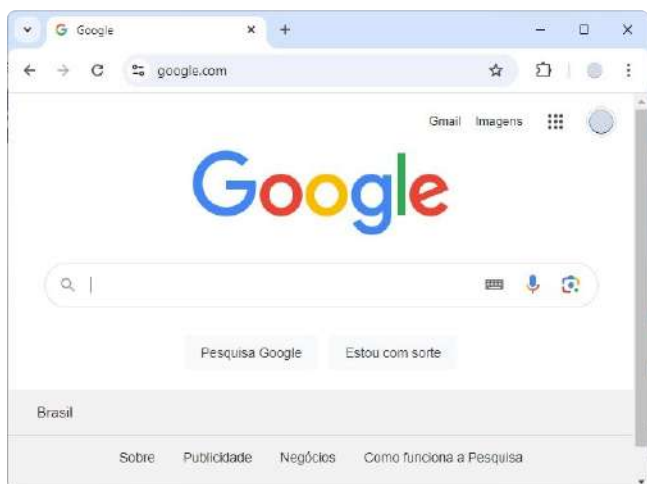 Google
google.com
Gmail Imagens
Google
Pesquisa Google Estou com sorte
Brasil
Sobre Publicidade Negócios Como funciona a Pesquisa